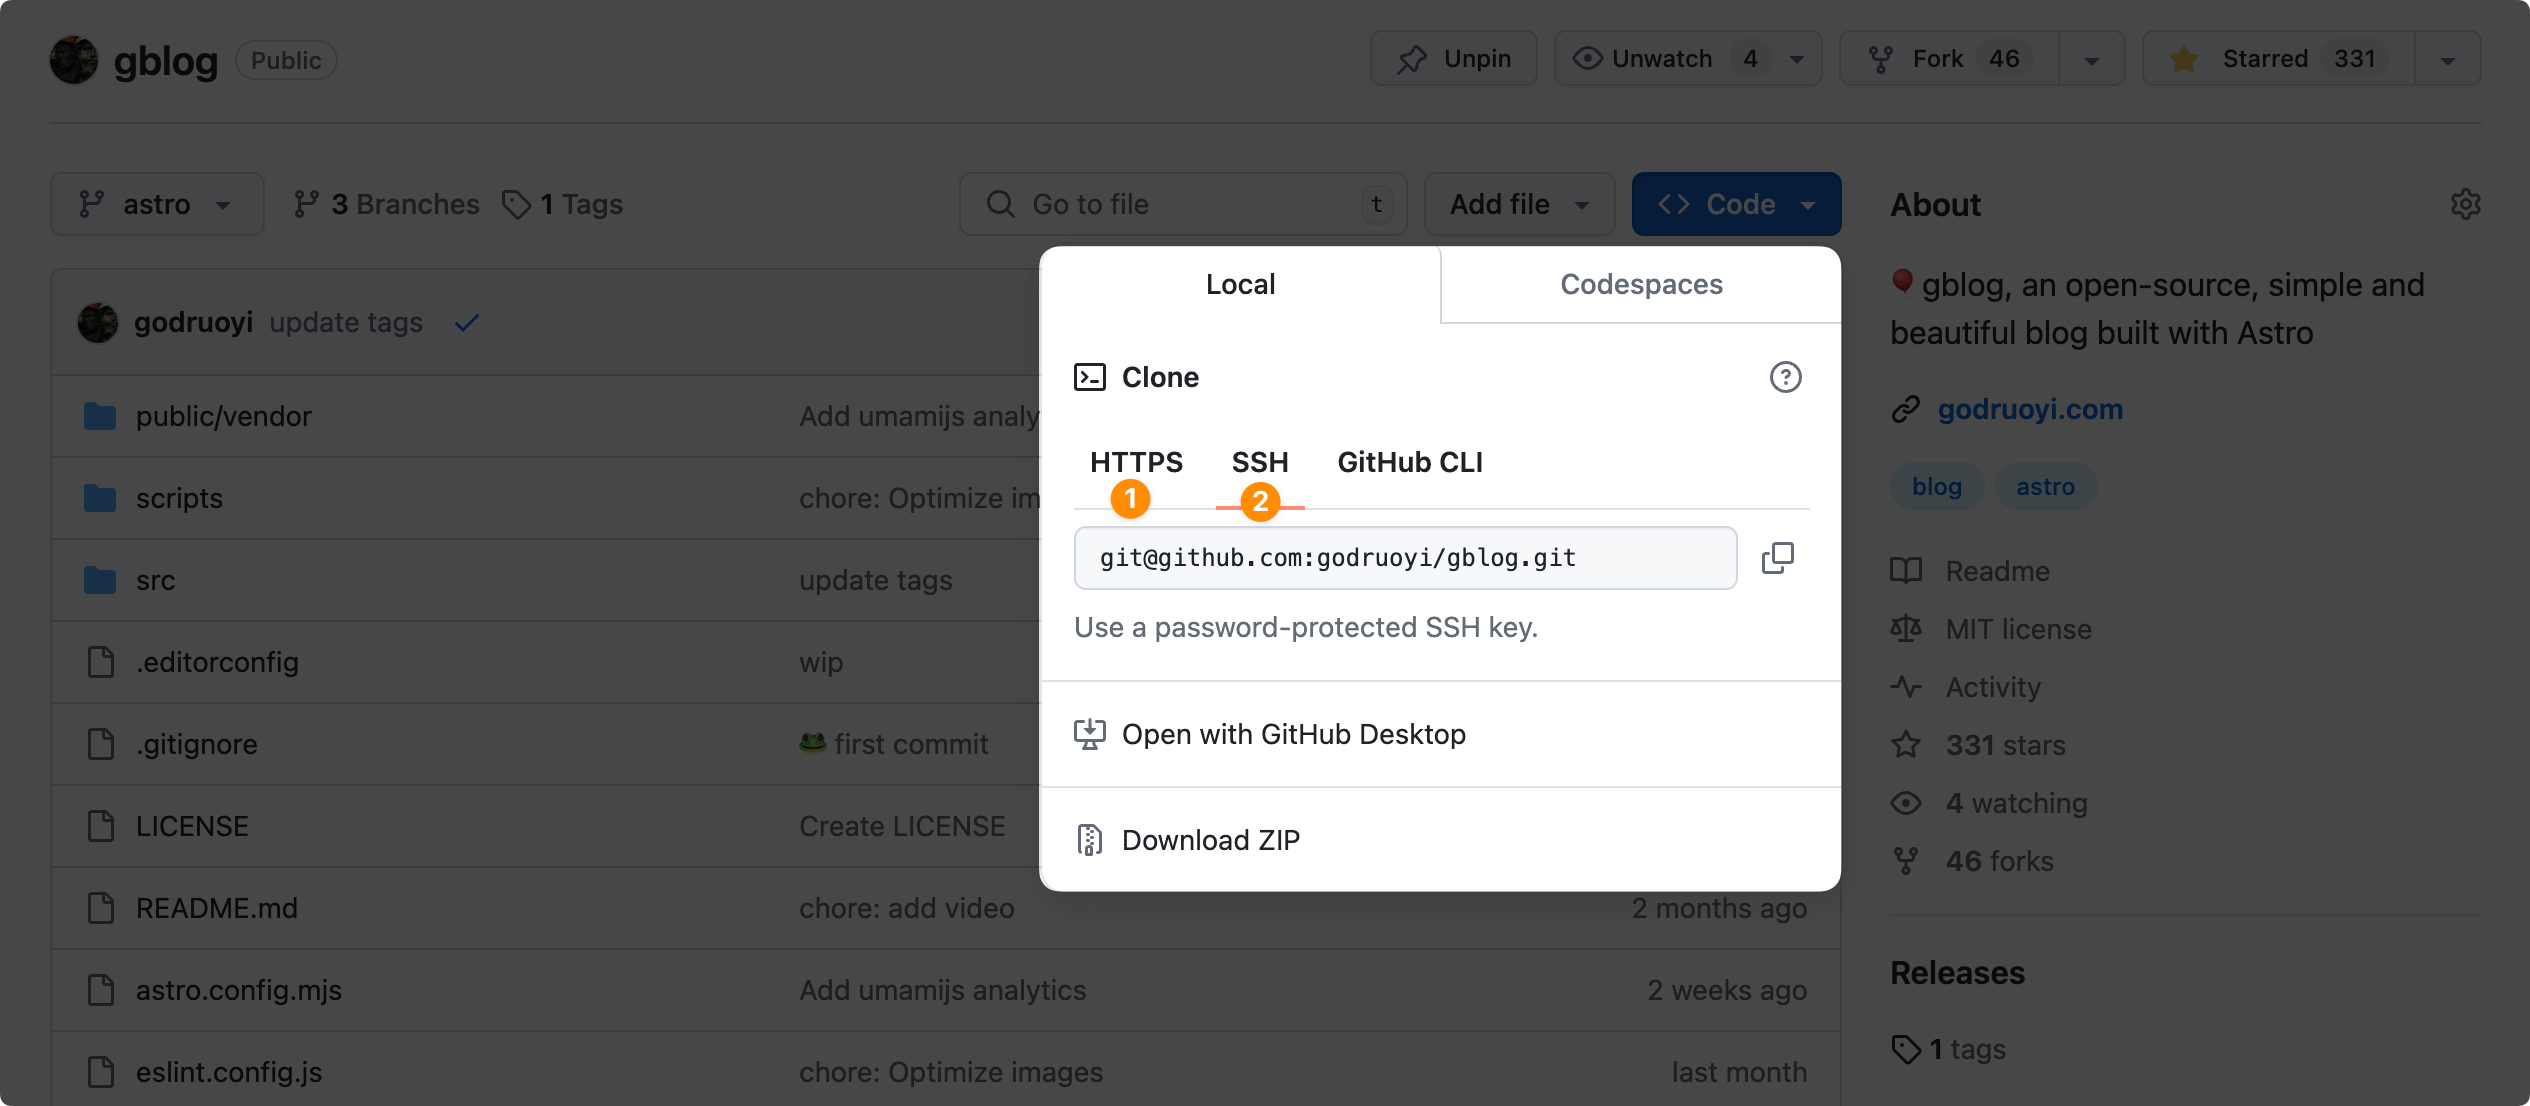 gblog Public
Unpin Unwatch 4 Fork 46 Starred 331
astro 3 Branches 1 Tags Go to file t Add file Code
godruoyi update tags
public/vendor Add umamijs analy
scripts chore: Optimize im
src update tags
.editorconfig wip
.gitignore first commit
LICENSE Create LICENSE
README.md chore: add video 2 months ago
astro.config.mjs Add umamijs analytics 2 weeks ago
eslint.config.js chore: Optimize images last month
Local Codespaces
Clone
HTTPS SSH GitHub CLI
1 2
git@github.com:godruoyi/gblog.git
Use a password-protected SSH key.
Open with GitHub Desktop
Download ZIP
About
gblog, an open-source, simple and
beautiful blog built with Astro
godruoyi.com
blog astro
Readme
MIT license
Activity
331 stars
4 watching
46 forks
Releases
1 tags